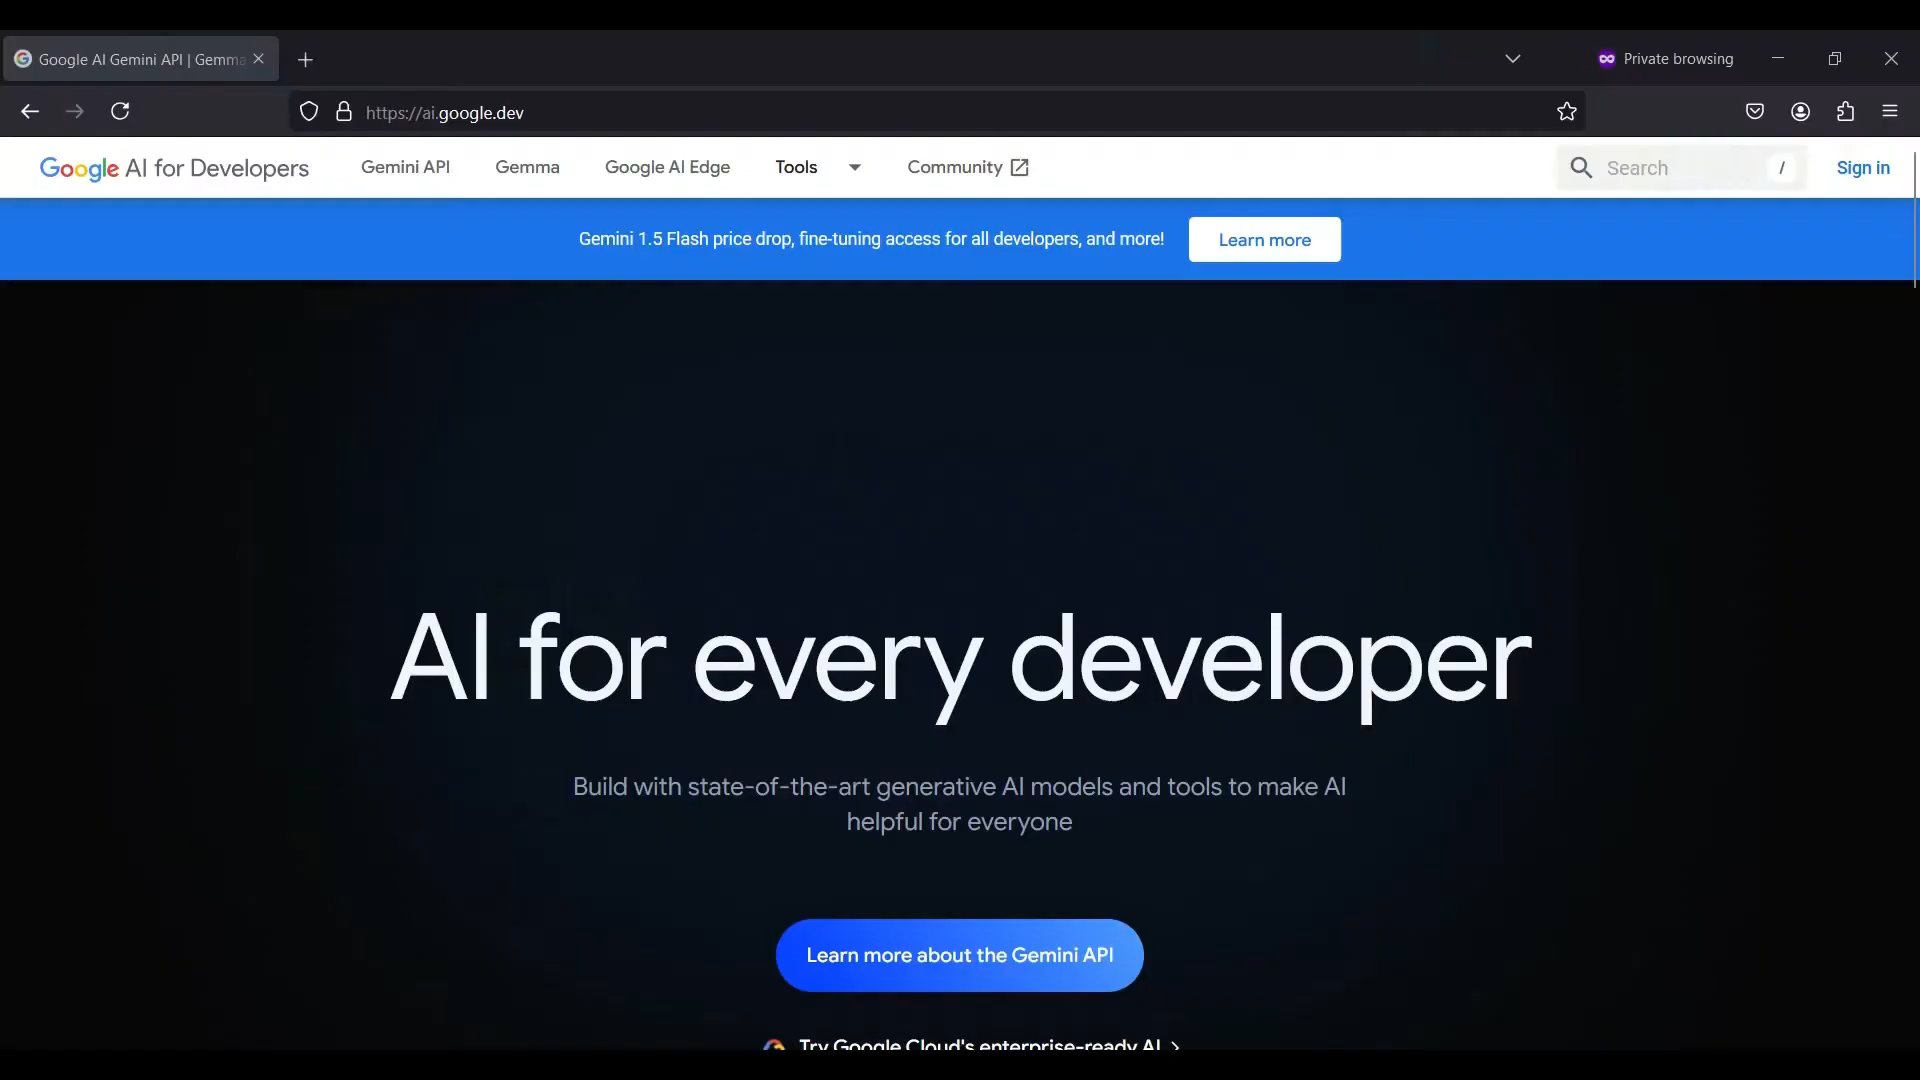 Google AI Gemini API | Gemma
Private browsing
https://ai.google.dev
Google AI for Developers
Gemini API
Gemma
Google AI Edge
Tools
Community
Search
/
Sign in
Gemini 1.5 Flash price drop, fine-tuning access for all developers, and more!
Learn more
AI for every developer
Build with state-of-the-art generative AI models and tools to make AI
helpful for everyone
Learn more about the Gemini API
Try Google Cloud's enterprise-ready AI